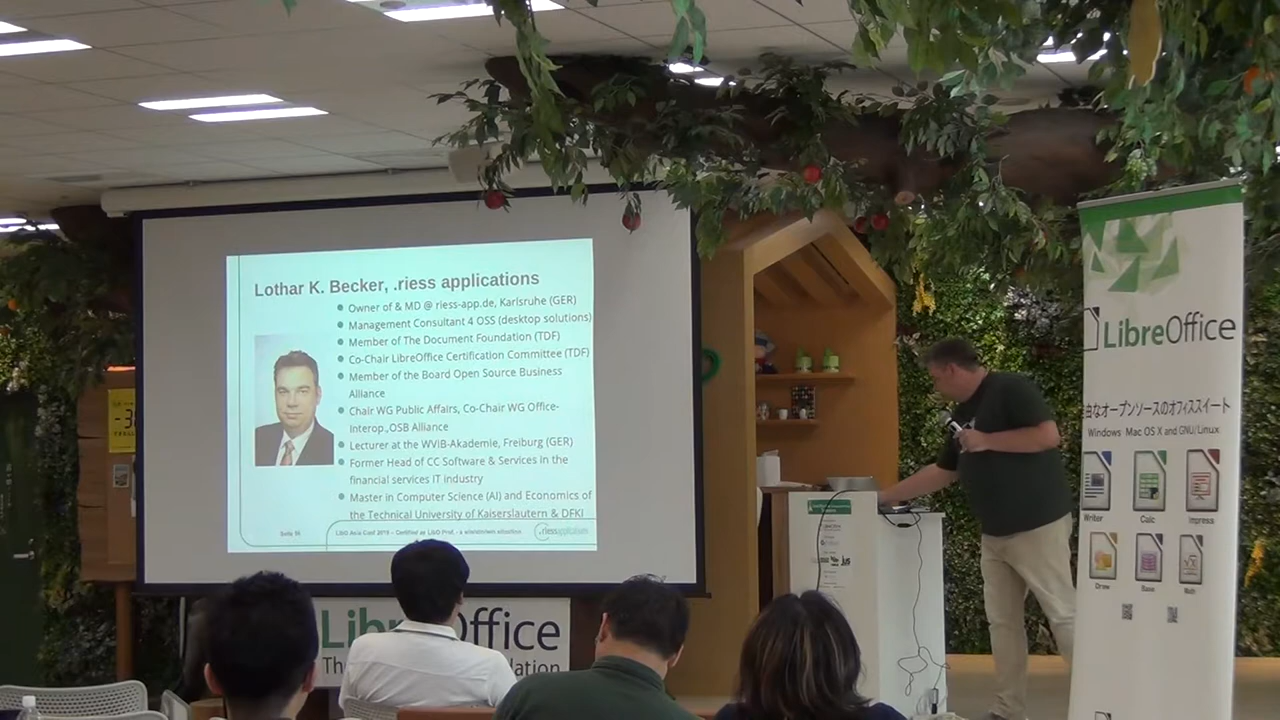 Lothar K. Becker, .riess applications
Owner of & MD @ riess-app.de, Karlsruhe (GER)
Management Consultant 4 OSS (desktop solutions)
Member of The Document Foundation (TDF)
Co-Chair LibreOffice Certification Committee (TDF)
Member of the Board Open Source Business
Alliance
Chair WG Public Affairs, Co-Chair WG Office-
Interop.,OSB Alliance
Lecturer at the WVIB-Akademie, Freiburg (GER)
Former Head of CC Software & Services in the
financial services IT industry
Master in Computer Science (AI) and Economics of
the Technical University of Kaiserslautern & DFKI
LibreOffice
由なオープンソースのオフィススイート
Windows Mac OS X and GNU/Linux
Writer Calc Impress
Draw Base Math
Office